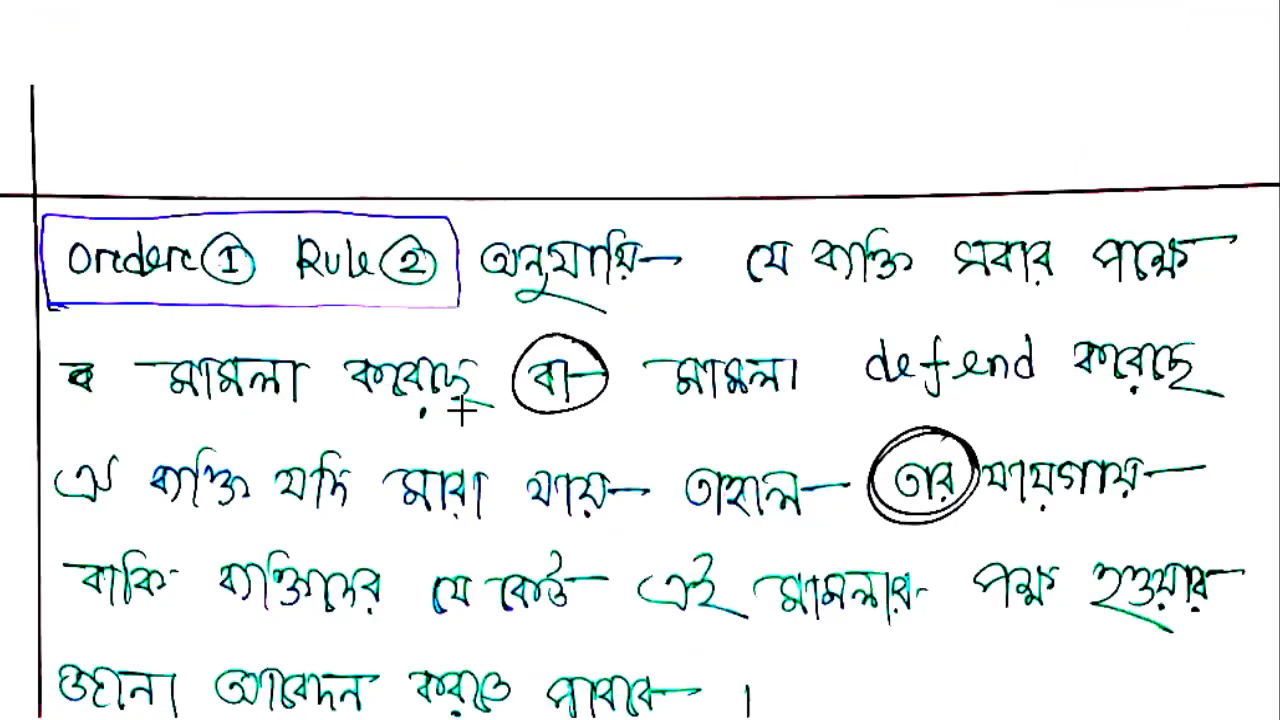 Order ① Rule ② অনুযায়ি যে ব্যক্তি সবার পক্ষে
ব মামলা করেছে বা মামলা defend করেছে
ঐ ব্যক্তি যদি মারা যায় তাহলে তার যায়গায়
বাকি ব্যক্তিদের যে কেউ এই মামলার পক্ষ হওয়ার
জন্য আবেদন করতে পারবে ।